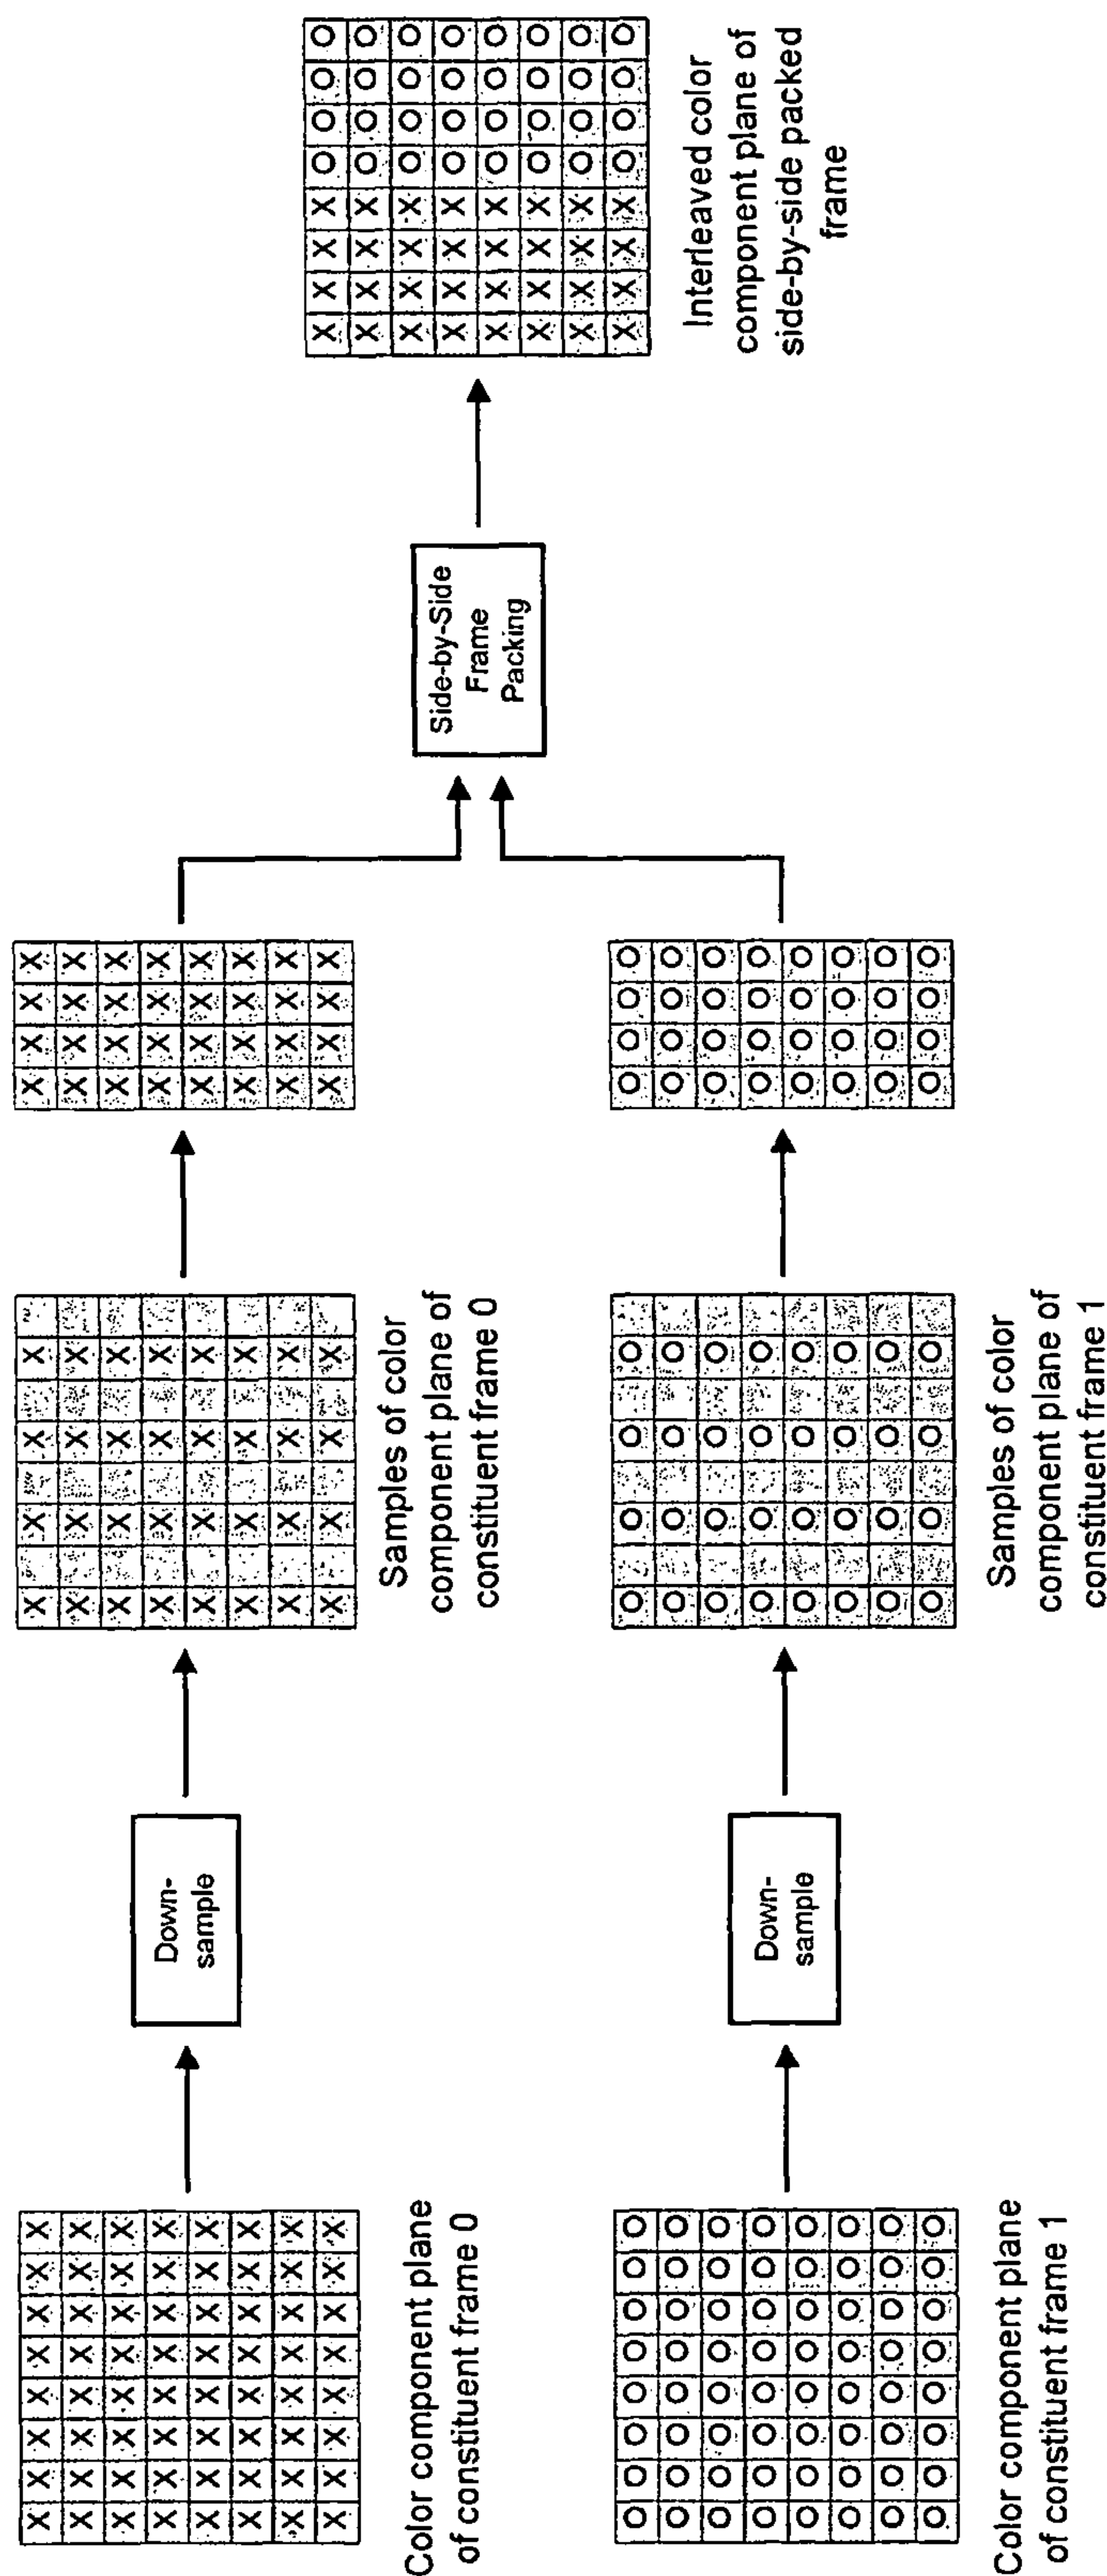 Color component plane
of constituent frame 0
Down-
sample
Samples of color
component plane of
constituent frame 0
Color component plane
of constituent frame 1
Down-
sample
Samples of color
component plane of
constituent frame 1
Side-by-Side
Frame
Packing
Interleaved color
component plane of
side-by-side packed
frame